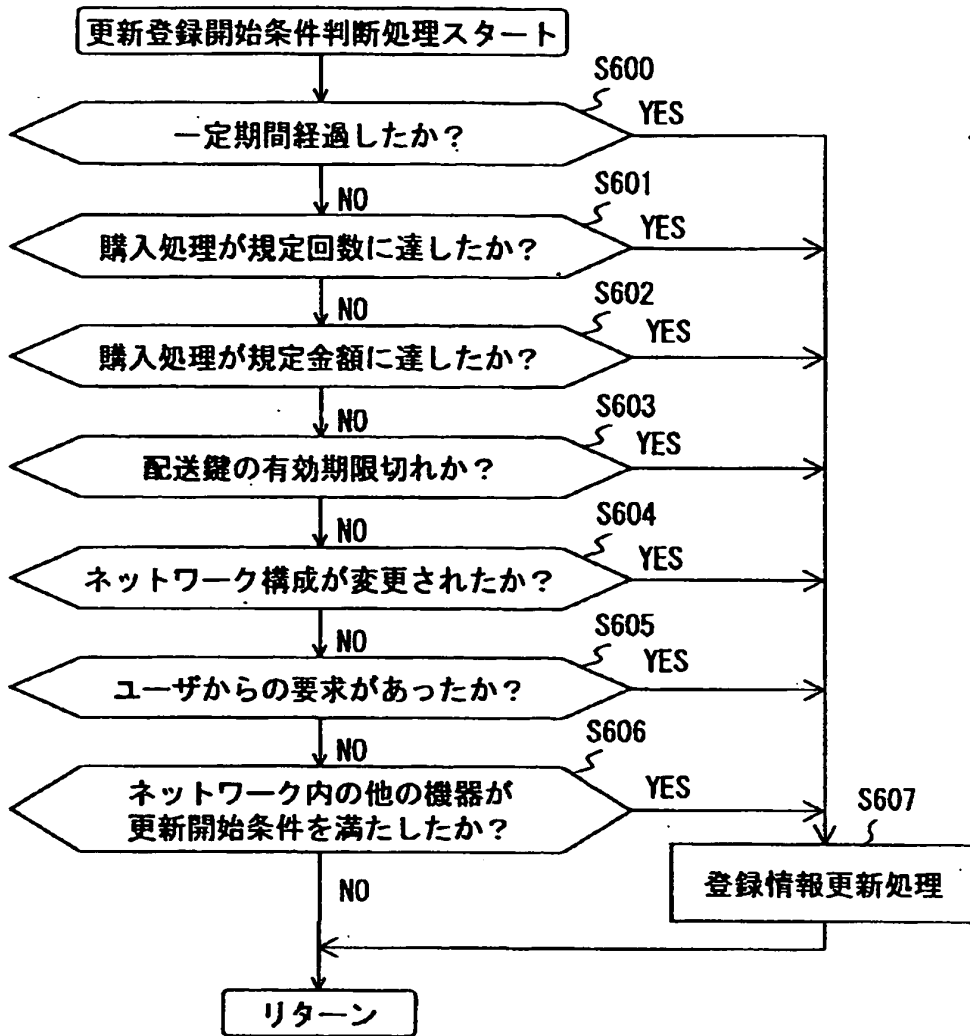 更新登録開始条件判断処理スタート
S600
一定期間経過したか？
YES
NO
S601
購入処理が規定回数に達したか？
YES
NO
S602
購入処理が規定金額に達したか？
YES
NO
S603
配送鍵の有効期限切れか？
YES
NO
S604
ネットワーク構成が変更されたか？
YES
NO
S605
ユーザからの要求があったか？
YES
NO
S606
ネットワーク内の他の機器が
更新開始条件を満たしたか？
YES
NO
S607
登録情報更新処理
リターン